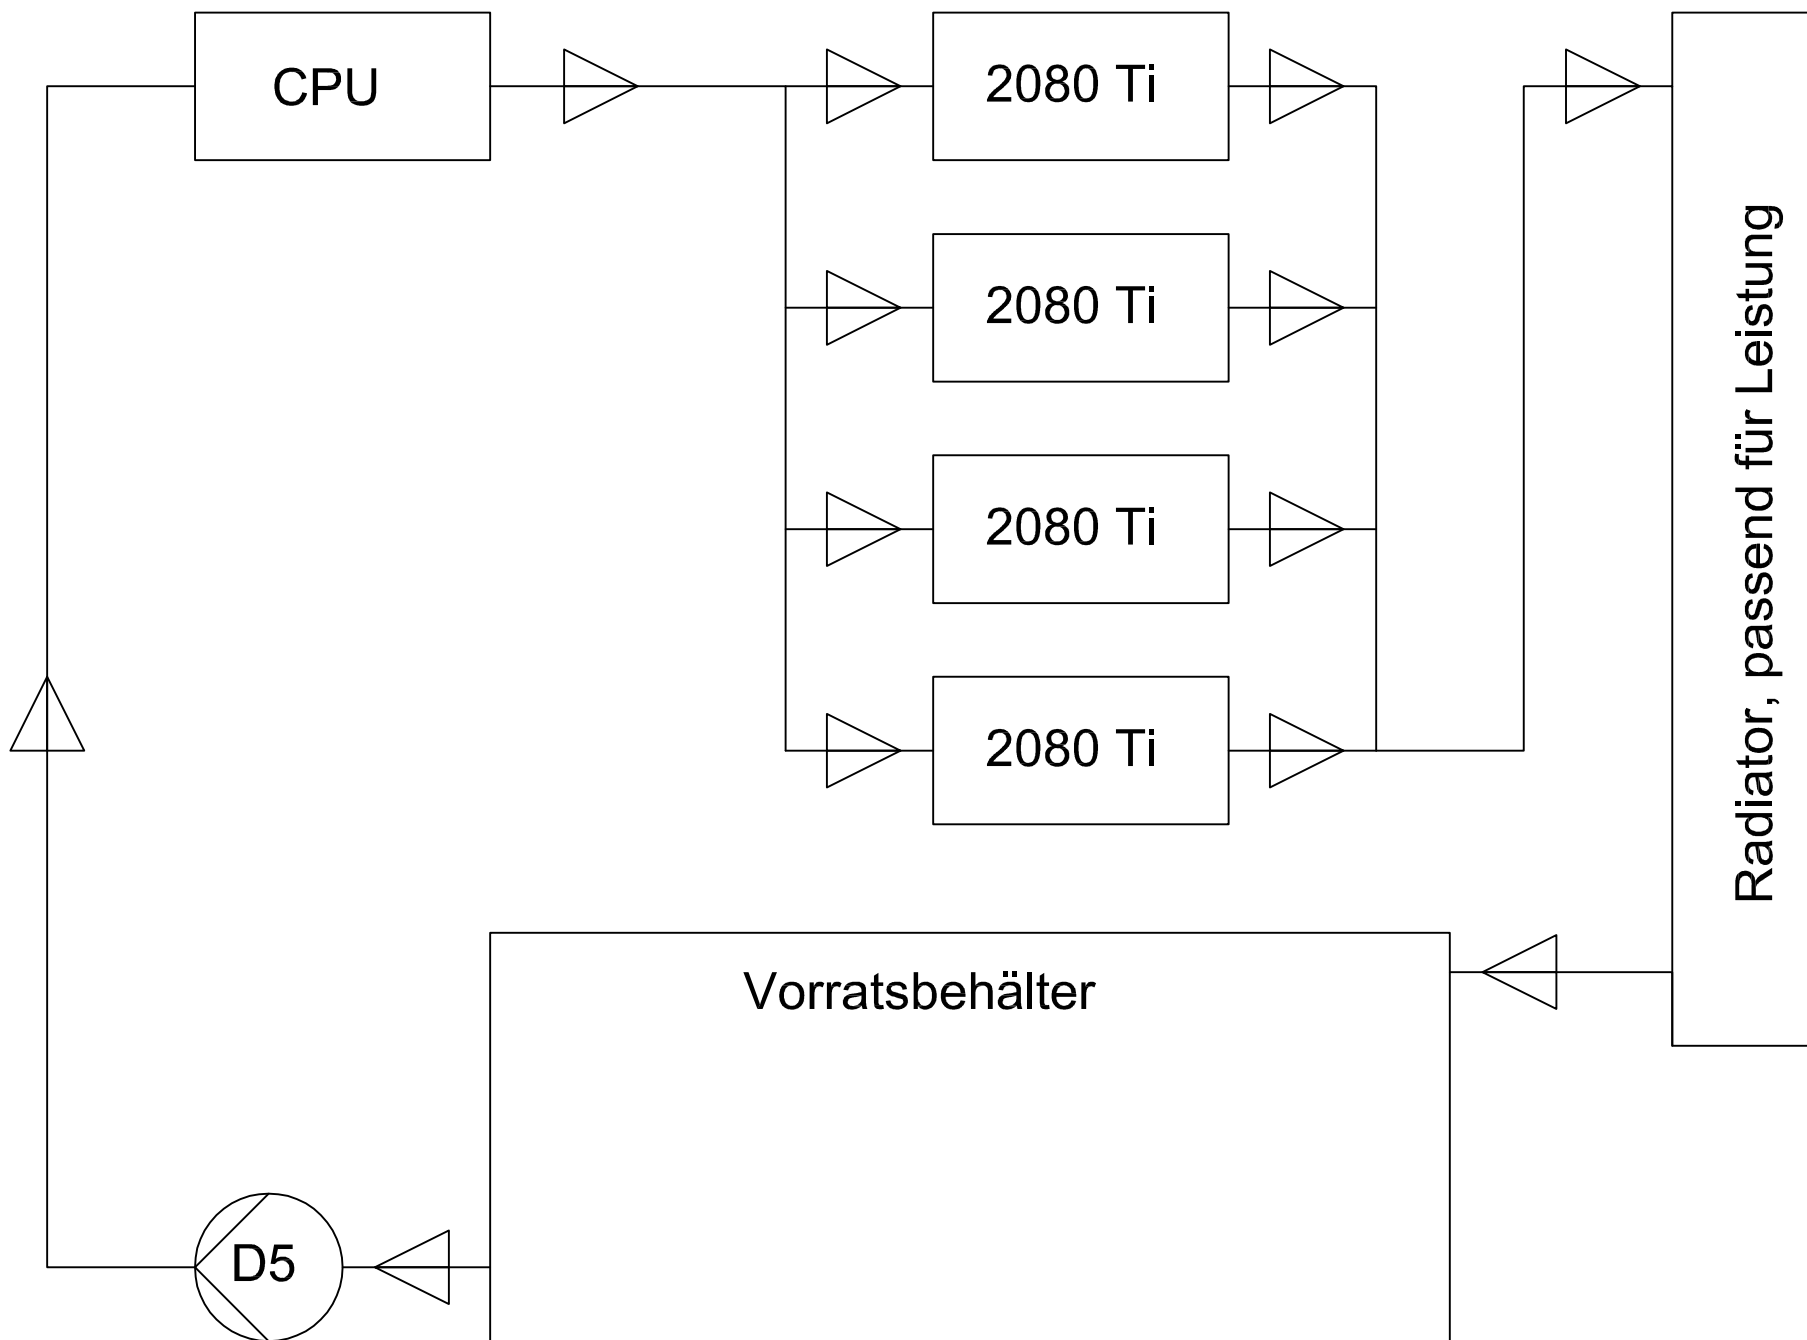 CPU
2080 Ti
2080 Ti
2080 Ti
2080 Ti
Radiator, passend für Leistung
Vorratsbehälter
D5